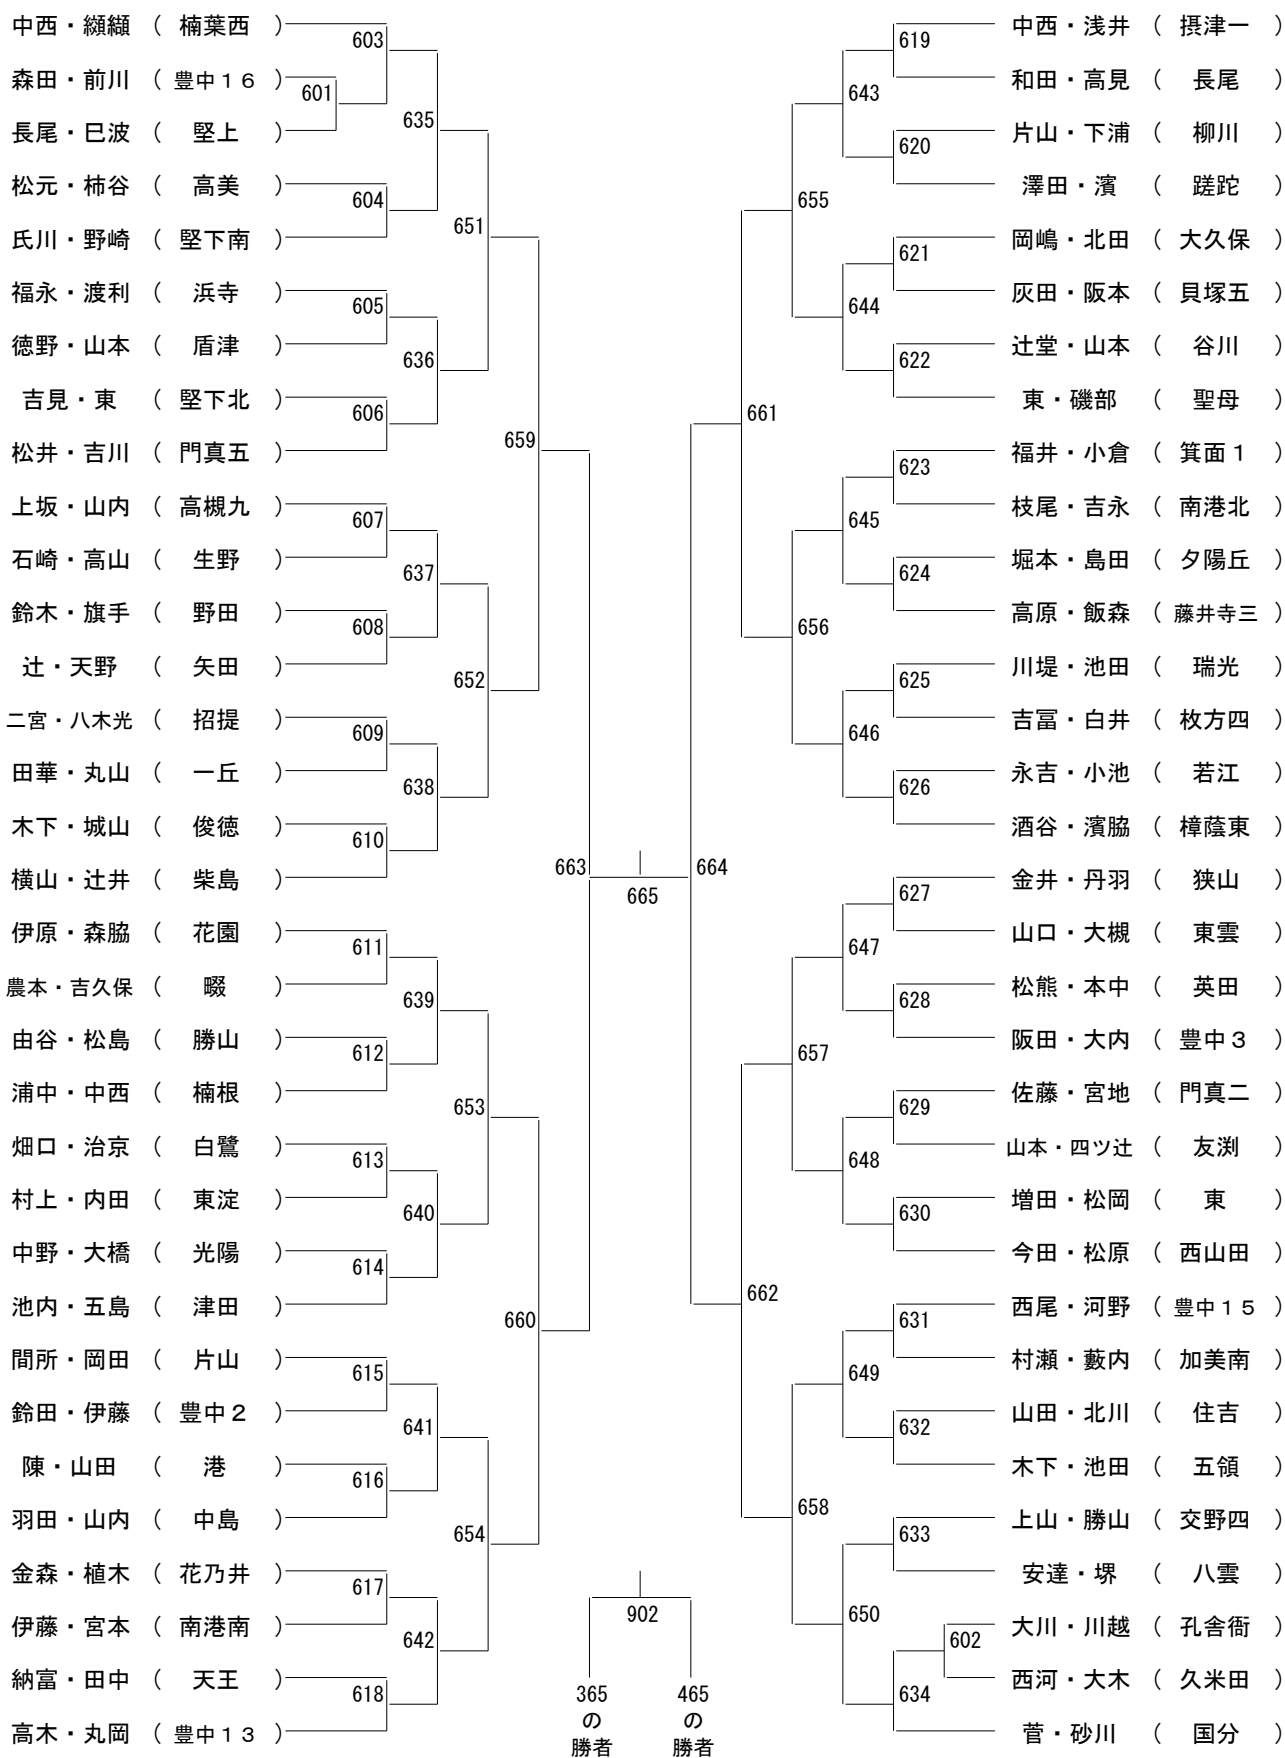 中西・纐纈 （ 楠葉西 ）
603
森田・前川 （ 豊中１６ ）
601
長尾・巳波 （ 堅上 ）
635
松元・柿谷 （ 高美 ）
604
氏川・野崎 （ 堅下南 ）
651
福永・渡利 （ 浜寺 ）
605
徳野・山本 （ 盾津 ）
636
吉見・東 （ 堅下北 ）
606
松井・吉川 （ 門真五 ）
659
上坂・山内 （ 高槻九 ）
607
石崎・高山 （ 生野 ）
637
鈴木・旗手 （ 野田 ）
608
辻・天野 （ 矢田 ）
652
二宮・八木光 （ 招提 ）
609
田華・丸山 （ 一丘 ）
638
木下・城山 （ 俊徳 ）
610
横山・辻井 （ 柴島 ）
663
伊原・森脇 （ 花園 ）
611
農本・吉久保 （ 畷 ）
639
由谷・松島 （ 勝山 ）
612
浦中・中西 （ 楠根 ）
653
畑口・治京 （ 白鷺 ）
613
村上・内田 （ 東淀 ）
640
中野・大橋 （ 光陽 ）
614
池内・五島 （ 津田 ）
660
間所・岡田 （ 片山 ）
615
鈴田・伊藤 （ 豊中２ ）
641
陳・山田 （ 港 ）
616
羽田・山内 （ 中島 ）
654
金森・植木 （ 花乃井 ）
617
伊藤・宮本 （ 南港南 ）
642
納富・田中 （ 天王 ）
618
高木・丸岡 （ 豊中１３ ）
665
664
902
365
の
勝者
465
の
勝者
中西・浅井 （ 摂津一 ）
619
和田・高見 （ 長尾 ）
643
片山・下浦 （ 柳川 ）
620
澤田・濱 （ 蹉跎 ）
655
岡嶋・北田 （ 大久保 ）
621
灰田・阪本 （ 貝塚五 ）
644
辻堂・山本 （ 谷川 ）
622
東・磯部 （ 聖母 ）
661
福井・小倉 （ 箕面１ ）
623
枝尾・吉永 （ 南港北 ）
645
堀本・島田 （ 夕陽丘 ）
624
高原・飯森 （ 藤井寺三 ）
656
川堤・池田 （ 瑞光 ）
625
吉冨・白井 （ 枚方四 ）
646
永吉・小池 （ 若江 ）
626
酒谷・濱脇 （ 樟蔭東 ）
金井・丹羽 （ 狭山 ）
627
山口・大槻 （ 東雲 ）
647
松熊・本中 （ 英田 ）
628
阪田・大内 （ 豊中３ ）
657
佐藤・宮地 （ 門真二 ）
629
山本・四ツ辻 （ 友渕 ）
648
増田・松岡 （ 東 ）
630
今田・松原 （ 西山田 ）
662
西尾・河野 （ 豊中１５ ）
631
村瀬・藪内 （ 加美南 ）
649
山田・北川 （ 住吉 ）
632
木下・池田 （ 五領 ）
658
上山・勝山 （ 交野四 ）
633
安達・堺 （ 八雲 ）
650
大川・川越 （ 孔舎衙 ）
602
西河・大木 （ 久米田 ）
634
菅・砂川 （ 国分 ）